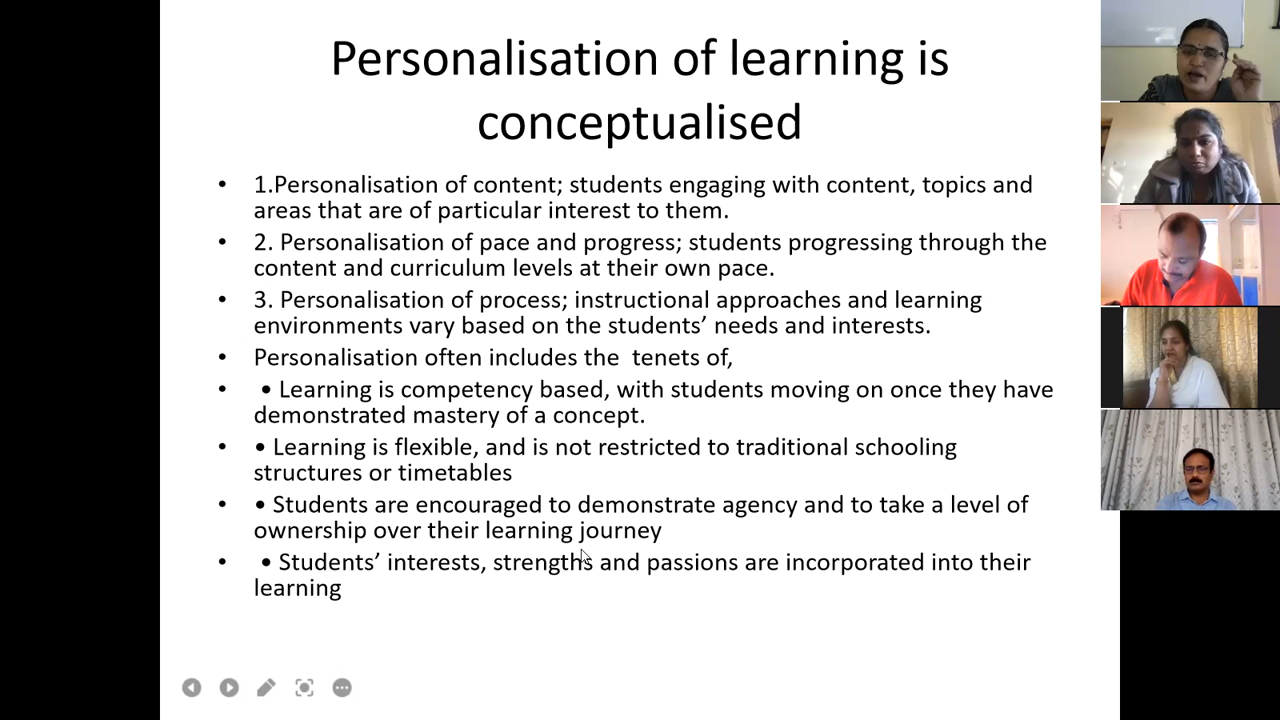 Personalisation of learning is
conceptualised
• 1.Personalisation of content; students engaging with content, topics and
areas that are of particular interest to them.
• 2. Personalisation of pace and progress; students progressing through the
content and curriculum levels at their own pace.
• 3. Personalisation of process; instructional approaches and learning
environments vary based on the students’ needs and interests.
• Personalisation often includes the  tenets of,
•  • Learning is competency based, with students moving on once they have
demonstrated mastery of a concept.
• • Learning is flexible, and is not restricted to traditional schooling
structures or timetables
• • Students are encouraged to demonstrate agency and to take a level of
ownership over their learning journey
•  • Students’ interests, strengths and passions are incorporated into their
learning